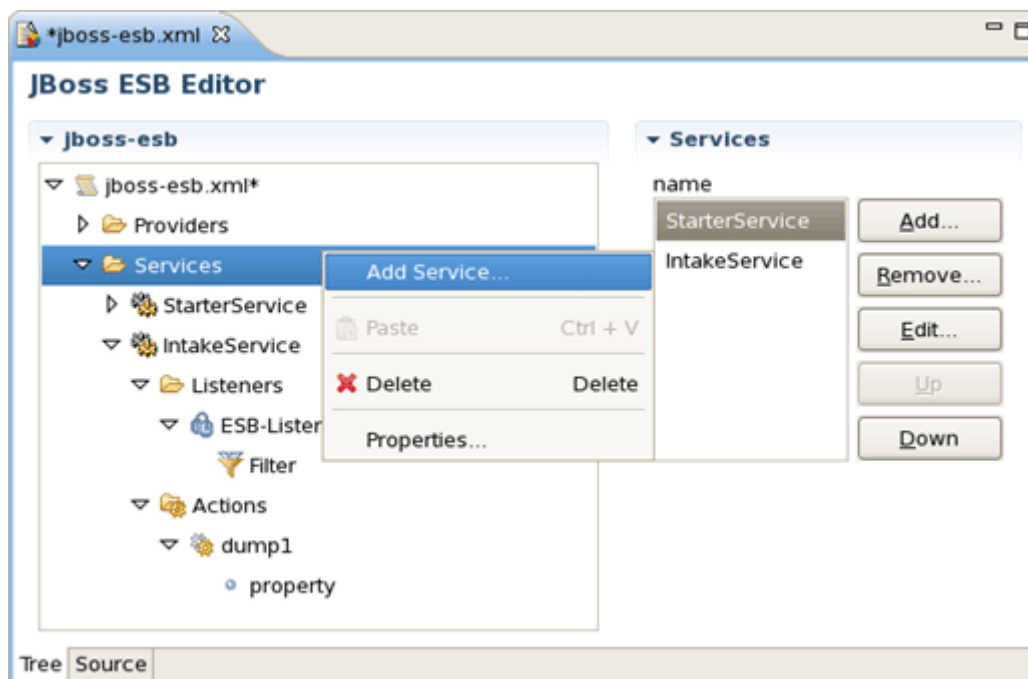 *jboss-esb.xml
JBoss ESB Editor
jboss-esb
jboss-esb.xml*
Providers
Services
StarterService
IntakeService
Listeners
ESB-Lister
Filter
Actions
dump1
property
Add Service...
Paste Ctrl + V
Delete Delete
Properties...
Services
name
StarterService
IntakeService
Add...
Remove...
Edit...
Up
Down
Tree Source